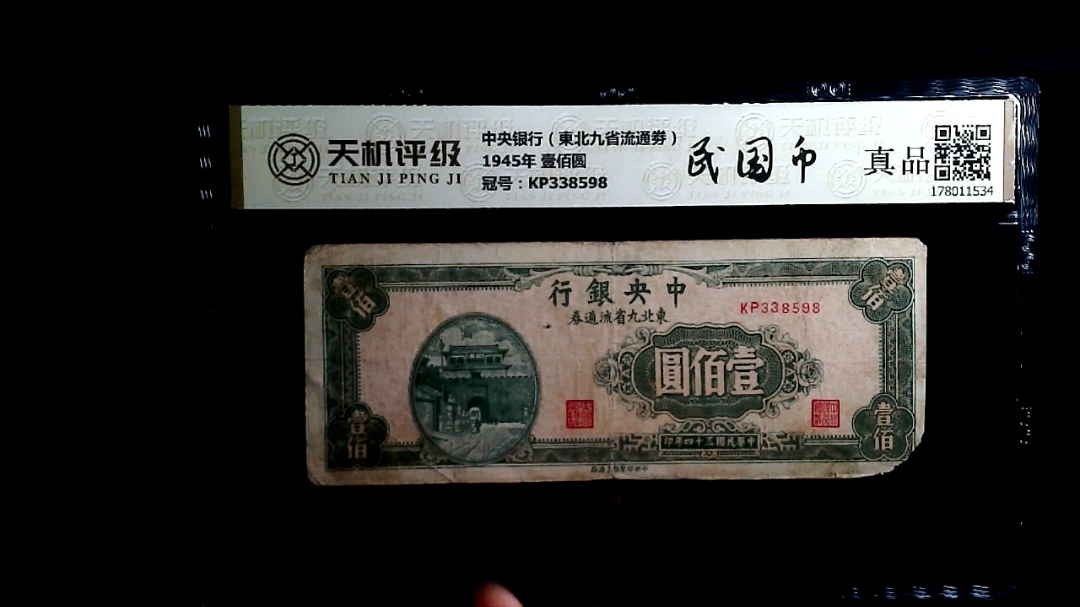 天机评级
TIAN JI PING JI
中央银行（東北九省流通券）
1945年 壹佰圆
冠号：KP338598
民国币
真品
178011534
行銀央中
券通流省九北東
KP338598
圓佰壹
壹佰
壹佰
壹佰
壹佰
印年四十三國民華中